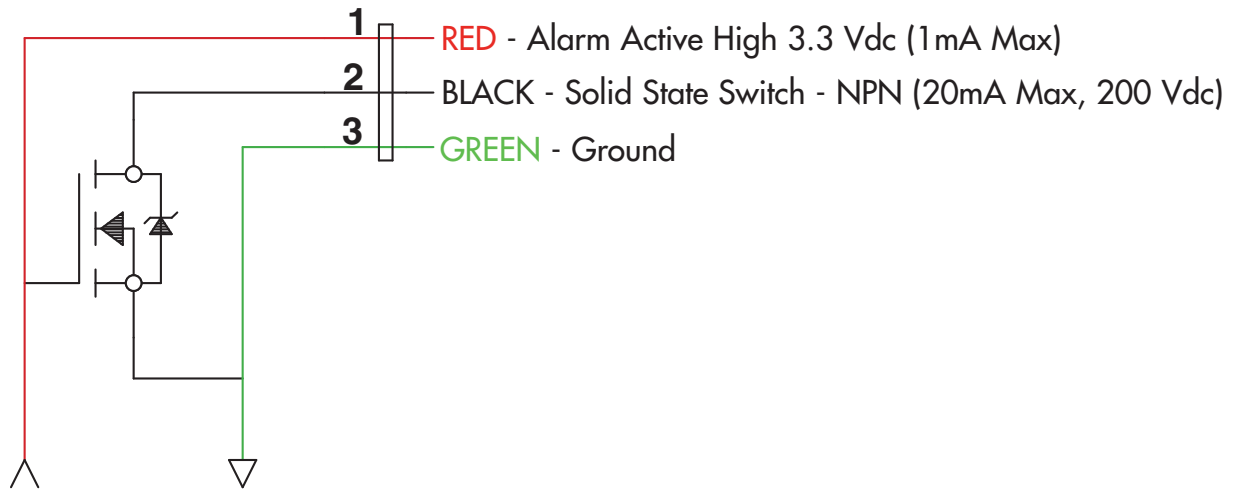 1 RED - Alarm Active High 3.3 Vdc (1mA Max)
2 BLACK - Solid State Switch - NPN (20mA Max, 200 Vdc)
3 GREEN - Ground